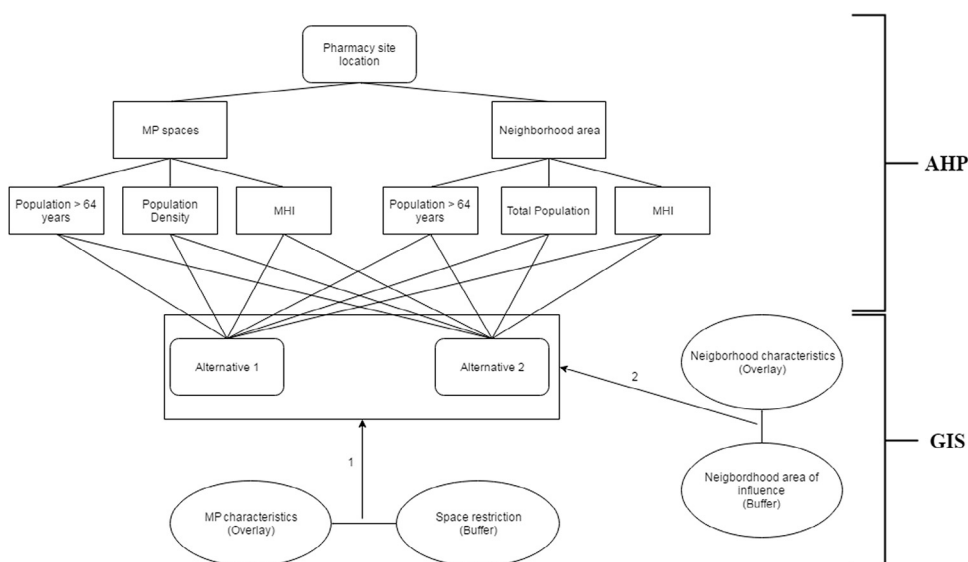 Pharmacy site
location
MP spaces
Neighborhood area
AHP
Population > 64
years
Population
Density
MHI
Population > 64
years
Total Population
MHI
Alternative 1
Alternative 2
Neigborhood characteristics
(Overlay)
2
GIS
1
Neigbordhood area of
influence
(Buffer)
MP characteristics
(Overlay)
Space restriction
(Buffer)